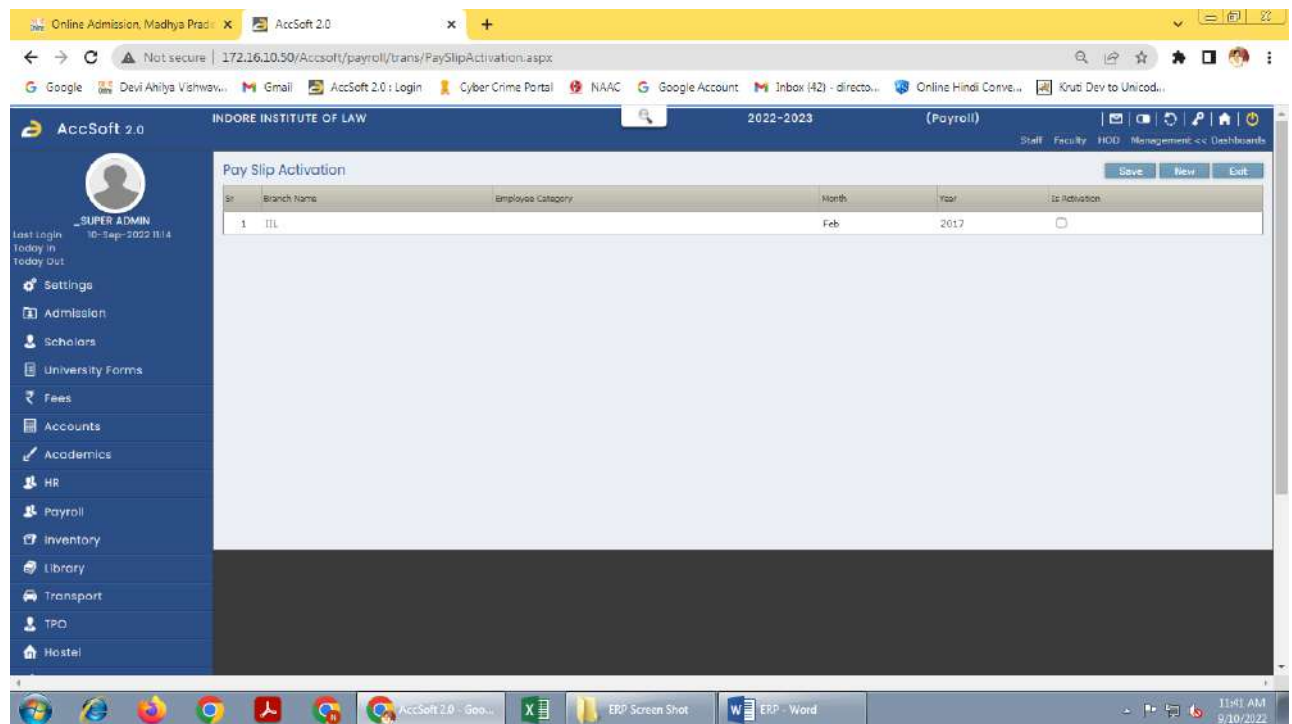 Online Admission, Madhya Prad
AccSoft 2.0
Not secure | 172.16.10.50/Accsoft/payroll/trans/PaySlipActivation.aspx
Google Devi Ahilya Vishwav... Gmail AccSoft 2.0 : Login Cyber Crime Portal NAAC Google Account Inbox (42) - directo... Online Hindi Conve... Kruti Dev to Unicod...
AccSoft 2.0
INDORE INSTITUTE OF LAW 2022-2023 (Payroll)
Staff Faculty HOD Management << Dashboards
Pay Slip Activation
Save New Exit
Sr Branch Name Employee Category Month Year Is Activation
1 IIL Feb 2017
_SUPER ADMIN
Last Login 10-Sep-2022 11:14
Today In
Today Out
Settings
Admission
Scholars
University Forms
₹ Fees
Accounts
Academics
HR
Payroll
Inventory
Library
Transport
TPO
Hostel
AccSoft 2.0 - Goo...
ERP Screen Shot
ERP - Word
11:41 AM
9/10/2022